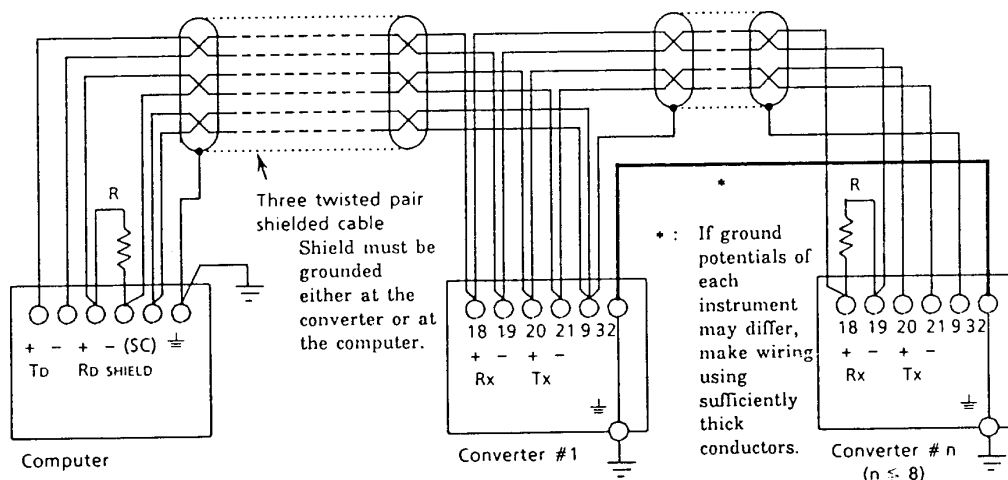 R
Three twisted pair
shielded cable
Shield must be
grounded
either at the
converter or at
the computer.
+ − + − (SC)
TD RD SHIELD
Computer
18 19 20 21 9 32
+ − + −
Rx Tx
Converter #1
*
* : If ground
potentials of
each
instrument
may differ,
make wiring
using
sufficiently
thick
conductors.
R
18 19 20 21 9 32
+ − + −
Rx Tx
Converter # n
(n ≤ 8)